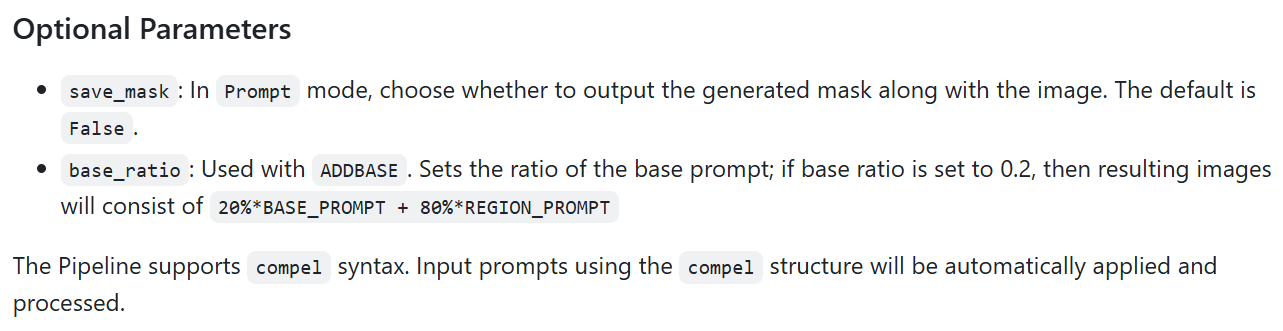 Optional Parameters
• save_mask: In Prompt mode, choose whether to output the generated mask along with the image. The default is
False.
• base_ratio: Used with ADDBASE. Sets the ratio of the base prompt; if base ratio is set to 0.2, then resulting images
will consist of 20%*BASE_PROMPT + 80%*REGION_PROMPT
The Pipeline supports compel syntax. Input prompts using the compel structure will be automatically applied and
processed.